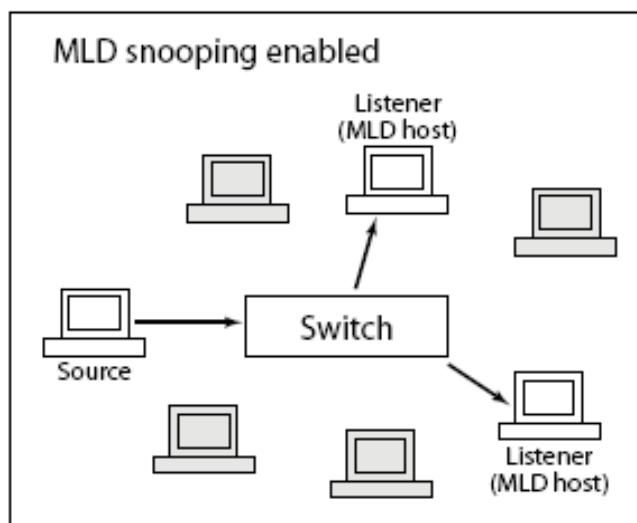 MLD snooping enabled
Listener
(MLD host)
Switch
Source
Listener
(MLD host)